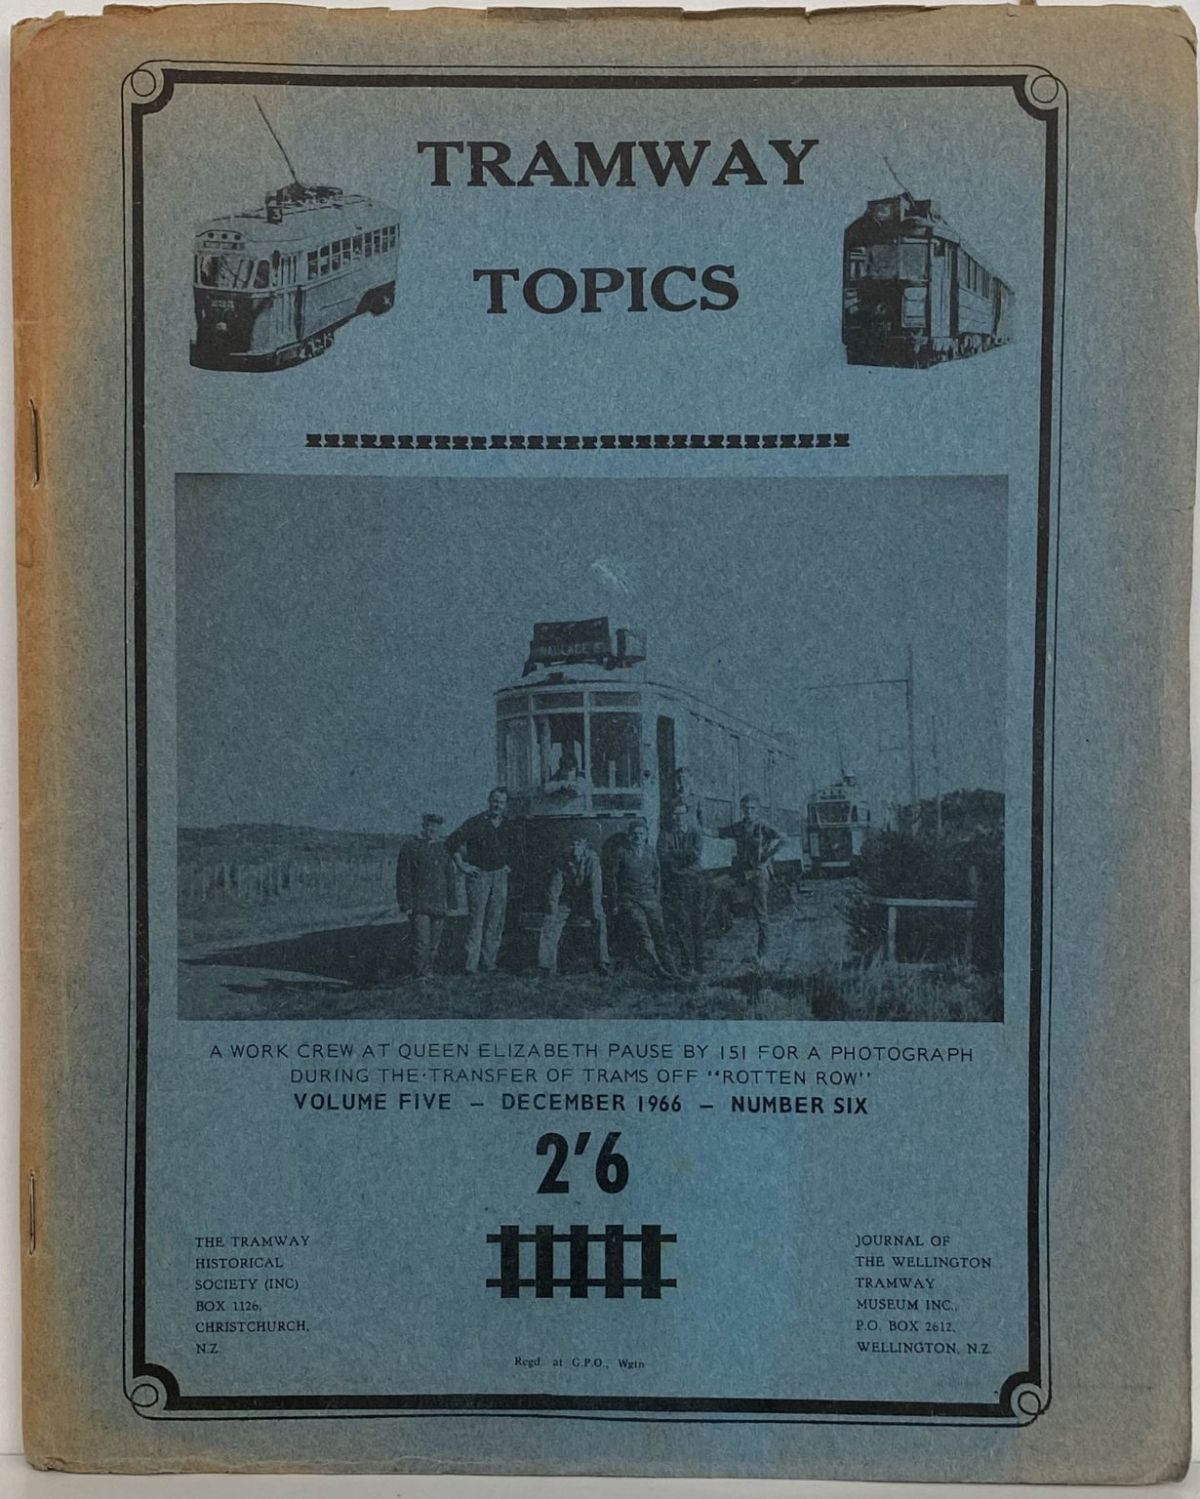 TRAMWAY
TOPICS
A WORK CREW AT QUEEN ELIZABETH PAUSE BY 151 FOR A PHOTOGRAPH
DURING THE TRANSFER OF TRAMS OFF "ROTTEN ROW"
VOLUME FIVE – DECEMBER 1966 – NUMBER SIX
2'6
THE TRAMWAY
HISTORICAL
SOCIETY (INC)
BOX 1126,
CHRISTCHURCH,
N.Z.
JOURNAL OF
THE WELLINGTON
TRAMWAY
MUSEUM INC.,
P.O. BOX 2612,
WELLINGTON, N.Z.
Regd. at G.P.O., Wgtn